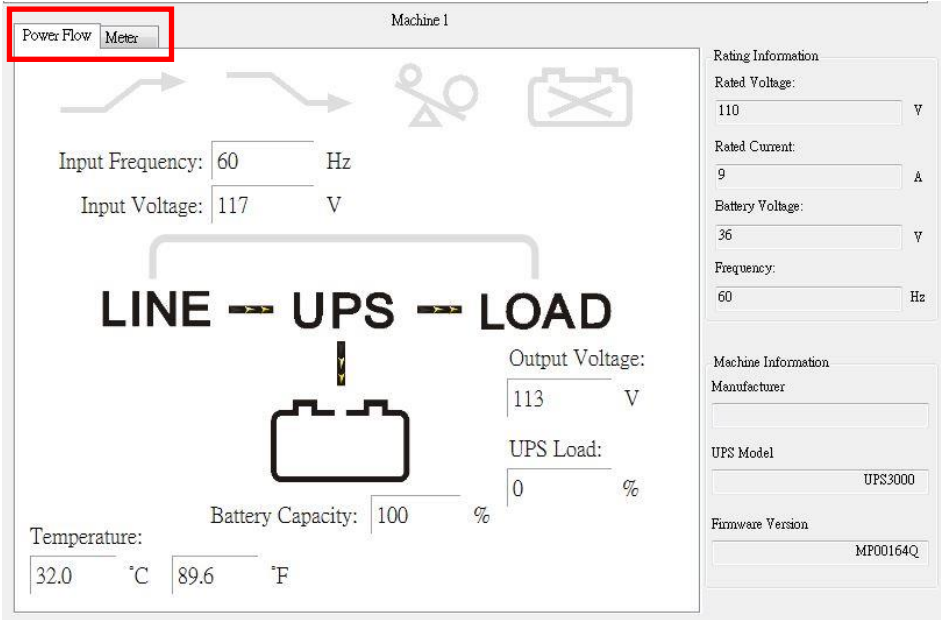 Machine 1
Power Flow Meter
Input Frequency: 60 Hz
Input Voltage: 117 V
LINE UPS LOAD
Output Voltage:
113 V
UPS Load:
0 %
Battery Capacity: 100 %
Temperature:
32.0 °C 89.6 °F
Rating Information
Rated Voltage:
110 V
Rated Current:
9 A
Battery Voltage:
36 V
Frequency:
60 Hz
Machine Information
Manufacturer
UPS Model
UPS3000
Firmware Version
MP00164Q